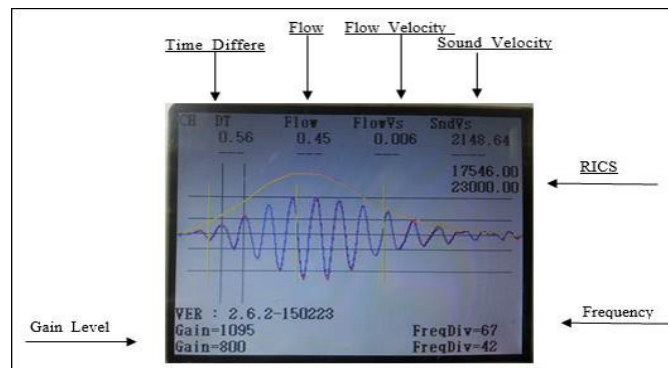 Flow
Flow Velocity
Time Differe
Sound Velocity
CH DT Flow FlowVs SndVs
0.56 0.45 0.006 2148.64
17546.00
23000.00
RICS
VER : 2.6.2-150223
Gain=1095 FreqDiv=67
Gain=800 FreqDiv=42
Frequency
Gain Level